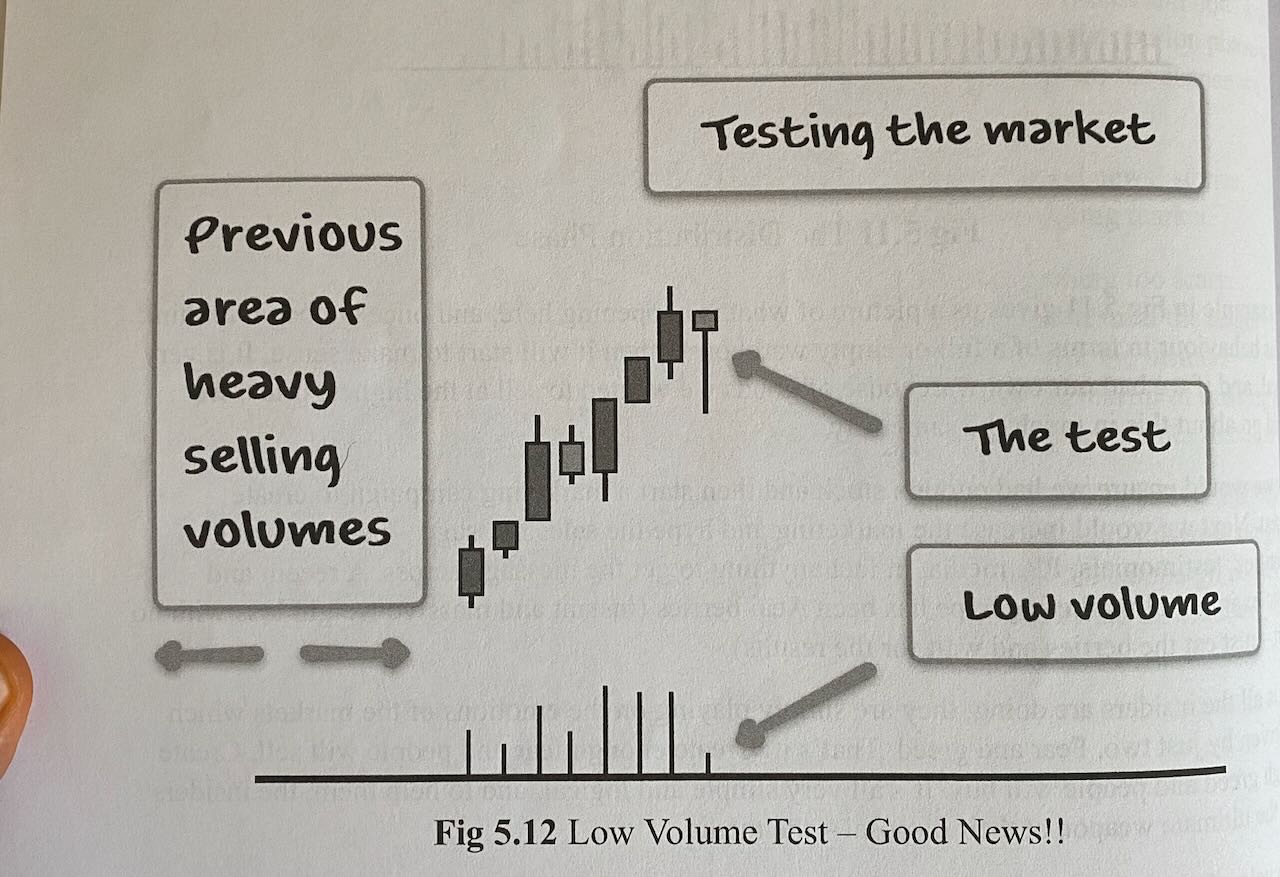 Testing the market
Previous
area of
heavy
selling
volumes
The test
Low volume
Fig 5.12 Low Volume Test – Good News!!